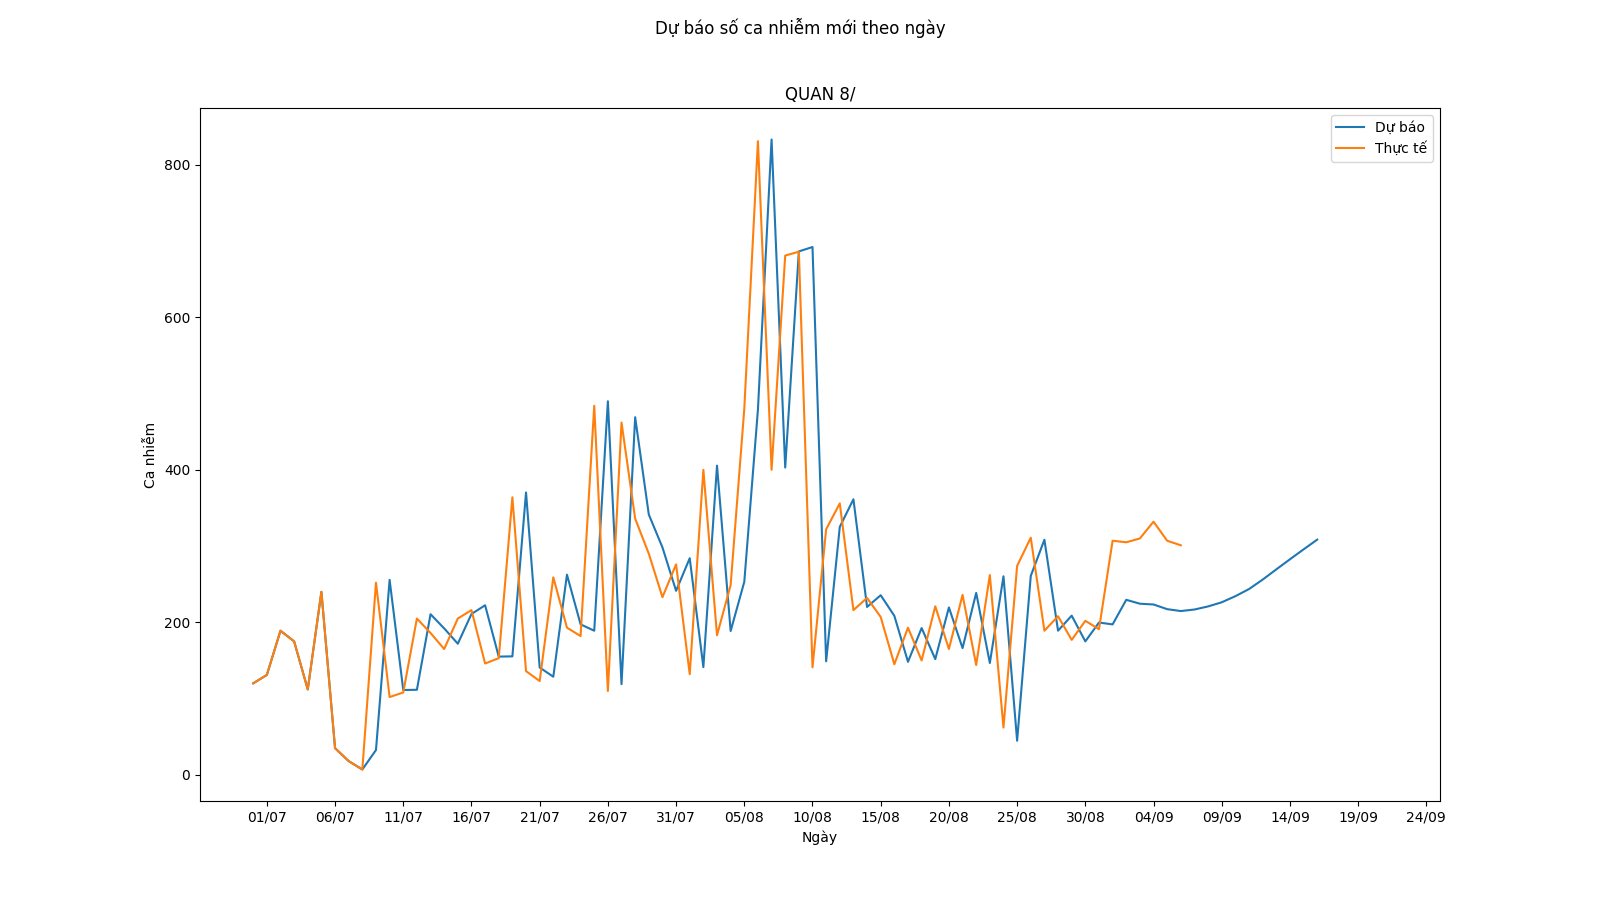 Dự báo số ca nhiễm mới theo ngày
QUAN 8/
Dự báo
Thực tế
800
600
400
200
0
Ca nhiễm
01/07 06/07 11/07 16/07 21/07 26/07 31/07 05/08 10/08 15/08 20/08 25/08 30/08 04/09 09/09 14/09 19/09 24/09
Ngày